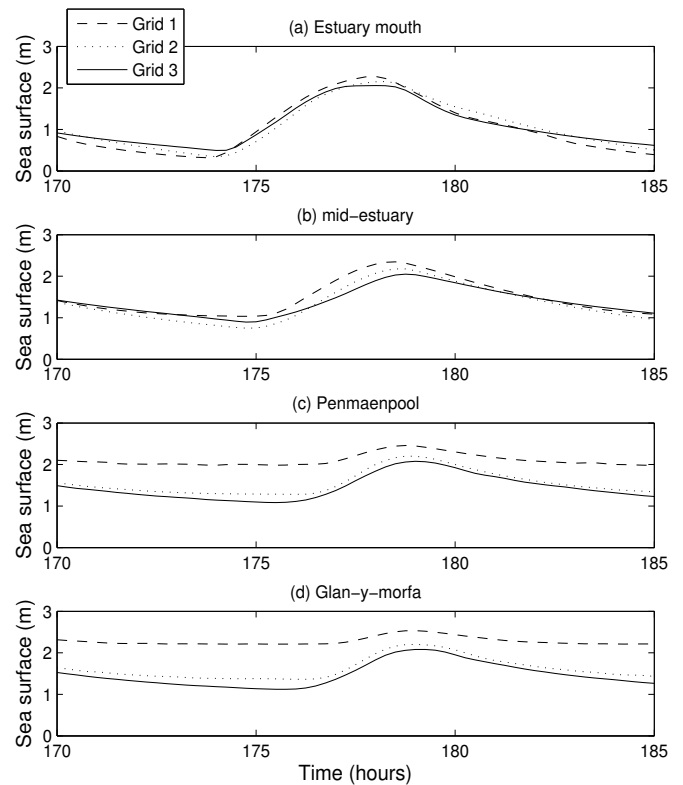 Grid 1
Grid 2
Grid 3
(a) Estuary mouth
Sea surface (m)
3
2
1
0
170 175 180 185
(b) mid−estuary
Sea surface (m)
3
2
1
0
170 175 180 185
(c) Penmaenpool
Sea surface (m)
3
2
1
0
170 175 180 185
(d) Glan−y−morfa
Sea surface (m)
3
2
1
0
170 175 180 185
Time (hours)